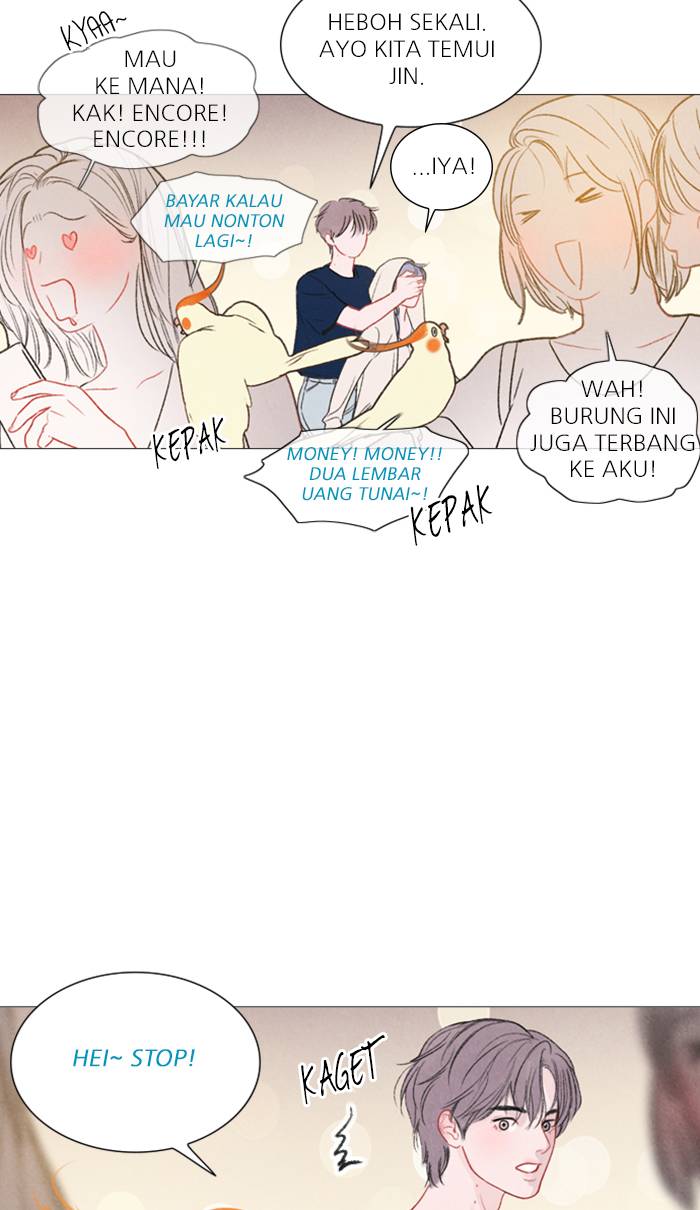 KYAA~
MAU
KE MANA!
KAK! ENCORE!
ENCORE!!!
HEBOH SEKALI.
AYO KITA TEMUI
JIN.
...IYA!
BAYAR KALAU
MAU NONTON
LAGI~!
WAH!
BURUNG INI
JUGA TERBANG
KE AKU!
KEPAK
MONEY! MONEY!!
DUA LEMBAR
UANG TUNAI~!
KEPAK
HEI~ STOP!
KAGET